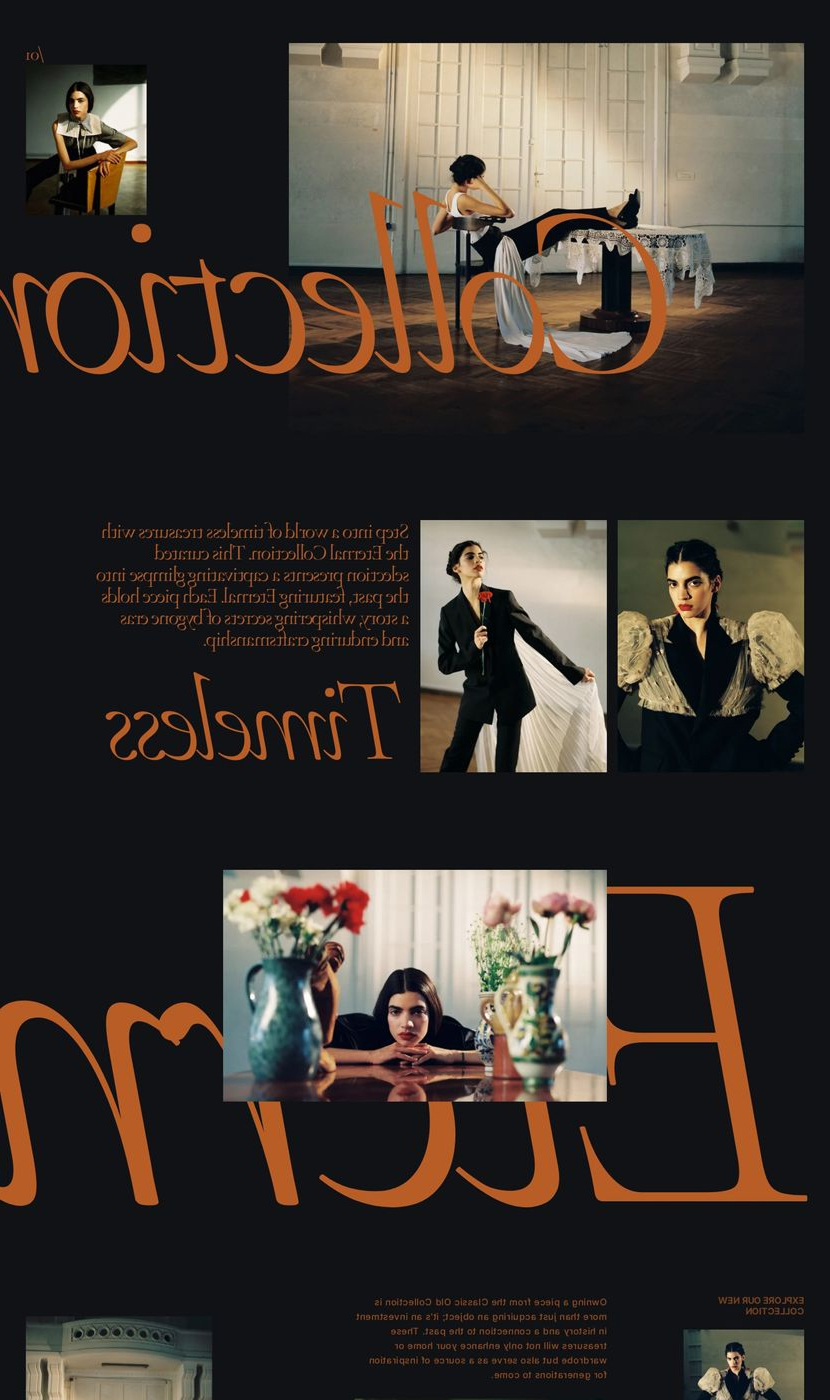 /01
Collection
Step into a world of timeless treasures with
the Eternal Collection. This curated
selection presents a captivating glimpse into
the past, featuring Eternal. Each piece holds
a story, whispering secrets of bygone eras
and enduring craftsmanship.
Timeless
EXPLORE OUR NEW
COLLECTION
Owning a piece from the Classic Old Collection is
more than just acquiring an object; it's an investment
in history and a connection to the past. These
treasures will not only enhance your home or
wardrobe but also serve as a source of inspiration
for generations to come.